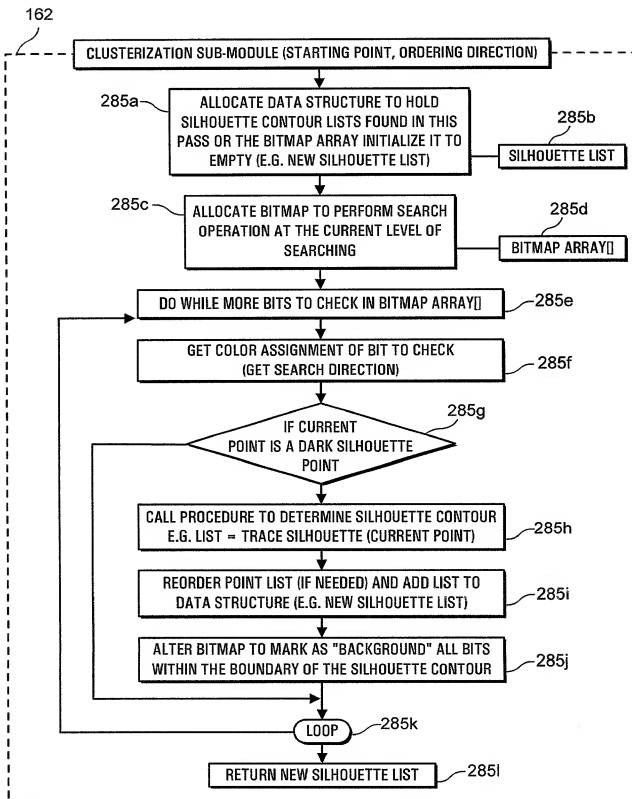 162
CLUSTERIZATION SUB-MODULE (STARTING POINT, ORDERING DIRECTION)
285a
ALLOCATE DATA STRUCTURE TO HOLD
SILHOUETTE CONTOUR LISTS FOUND IN THIS
PASS OR THE BITMAP ARRAY INITIALIZE IT TO
EMPTY (E.G. NEW SILHOUETTE LIST)
285b
SILHOUETTE LIST
285c
ALLOCATE BITMAP TO PERFORM SEARCH
OPERATION AT THE CURRENT LEVEL OF
SEARCHING
285d
BITMAP ARRAY[]
DO WHILE MORE BITS TO CHECK IN BITMAP ARRAY[]
285e
GET COLOR ASSIGNMENT OF BIT TO CHECK
(GET SEARCH DIRECTION)
285f
285g
IF CURRENT
POINT IS A DARK SILHOUETTE
POINT
CALL PROCEDURE TO DETERMINE SILHOUETTE CONTOUR
E.G. LIST = TRACE SILHOUETTE (CURRENT POINT)
285h
REORDER POINT LIST (IF NEEDED) AND ADD LIST TO
DATA STRUCTURE (E.G. NEW SILHOUETTE LIST)
285i
ALTER BITMAP TO MARK AS "BACKGROUND" ALL BITS
WITHIN THE BOUNDARY OF THE SILHOUETTE CONTOUR
285j
LOOP
285k
RETURN NEW SILHOUETTE LIST
285l